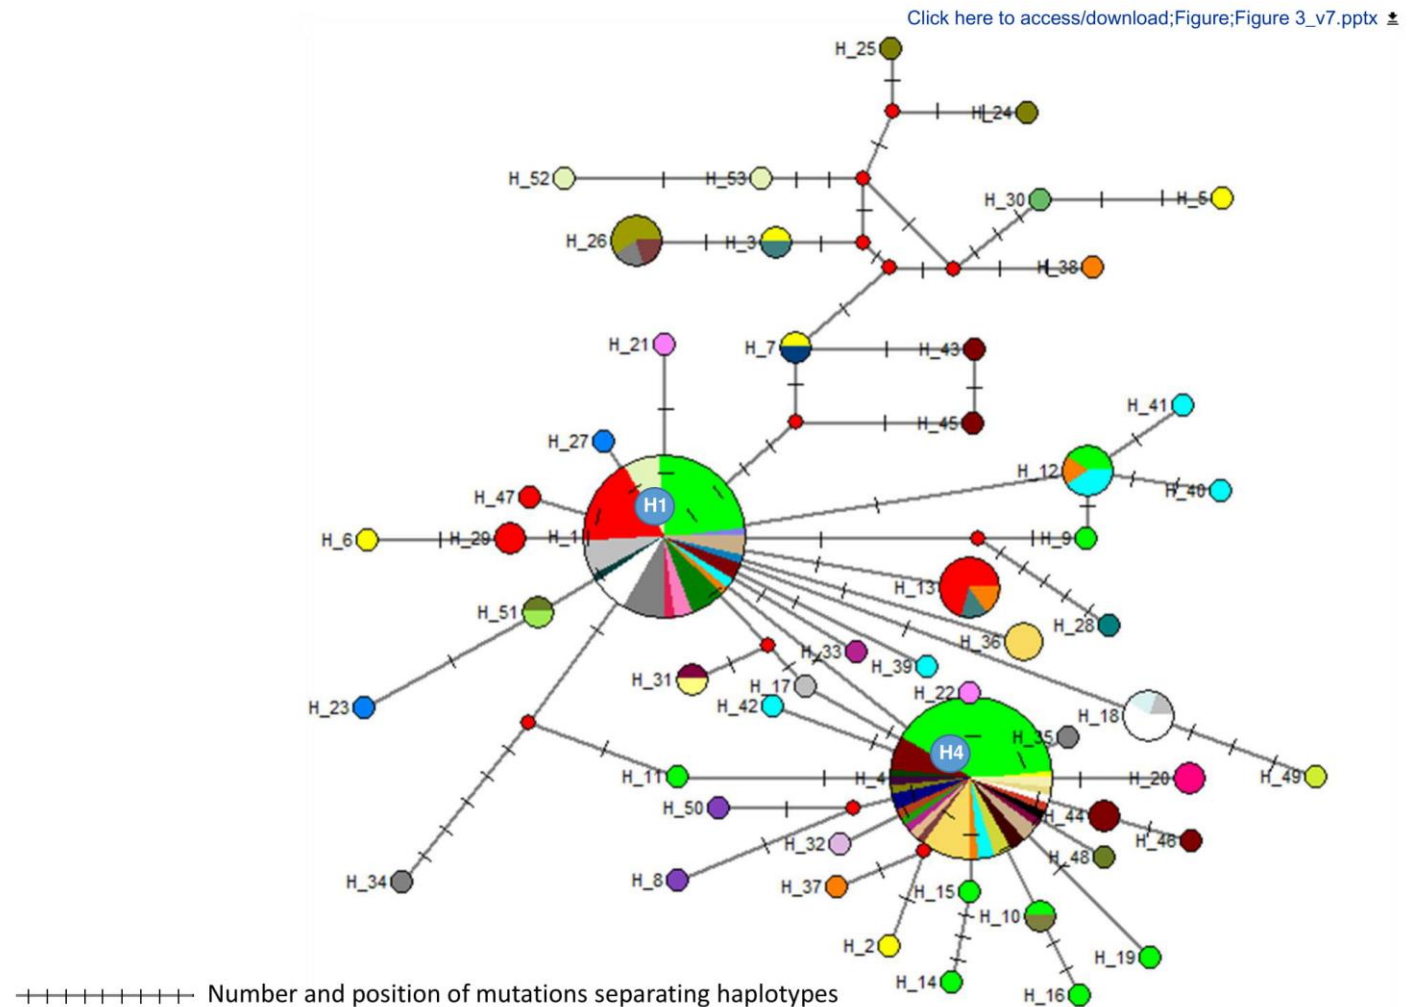 Click here to access/download;Figure;Figure 3_v7.pptx
H_25
H_24
H_52
H_53
H_30
H_5
H_26
H_3
H_38
H_21
H_7
H_43
H_41
H_27
H_45
H_12
H_40
H_47
H1
H_6
H_29
H_1
H_9
H_13
H_51
H_28
H_36
H_33
H_39
H_31
H_17
H_22
H_23
H_42
H_18
H_35
H4
H_11
H_4
H_20
H_49
H_50
H_44
H_32
H_46
H_48
H_34
H_8
H_37
H_15
H_10
H_2
H_19
H_14
H_16
Number and position of mutations separating haplotypes